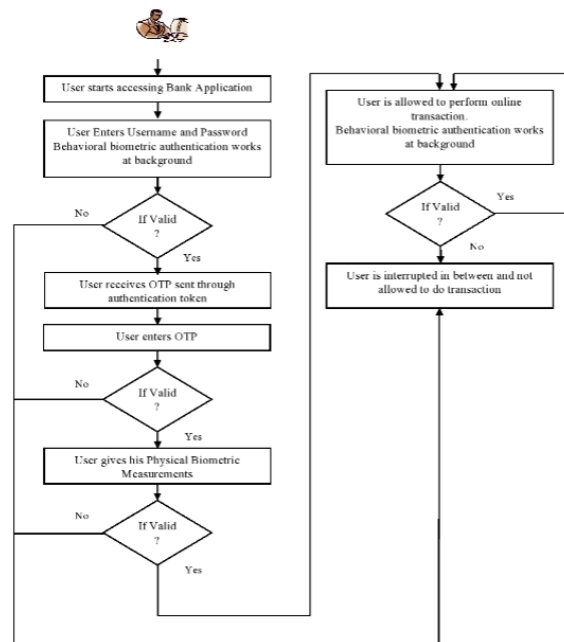 User starts accessing Bank Application
User Enters Username and Password
Behavioral biometric authentication works
at background
No
If Valid
?
Yes
User receives OTP sent through
authentication token
User enters OTP
No
If Valid
?
Yes
User gives his Physical Biometric
Measurements
No
If Valid
?
Yes
User is allowed to perform online
transaction.
Behavioral biometric authentication works
at background
Yes
If Valid
?
No
User is interrupted in between and not
allowed to do transaction